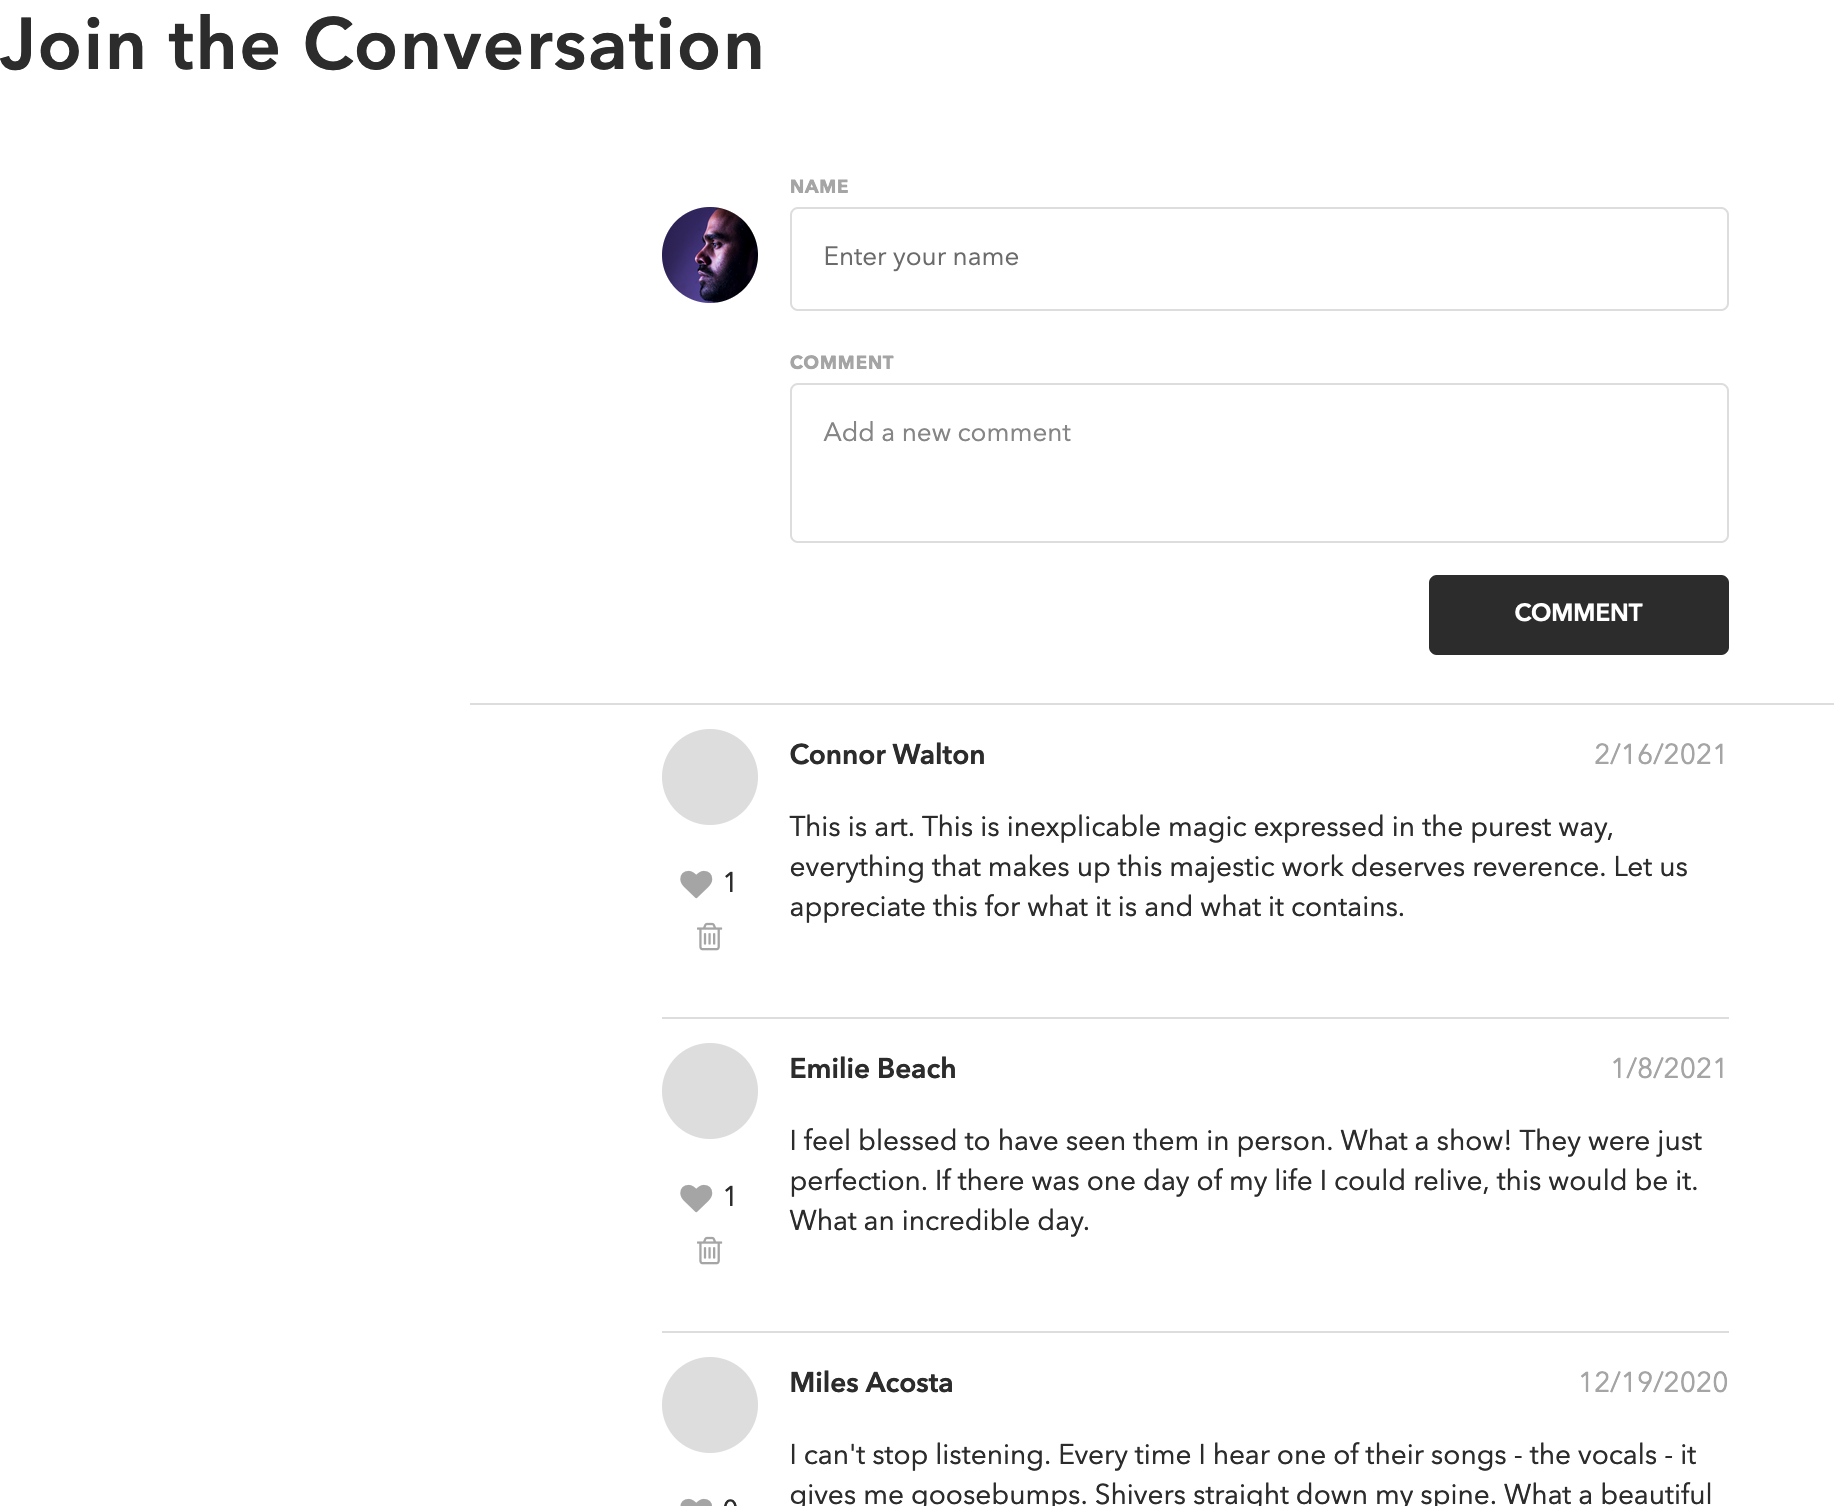 Join the Conversation
NAME
Enter your name
COMMENT
Add a new comment
COMMENT
Connor Walton
2/16/2021
This is art. This is inexplicable magic expressed in the purest way,
everything that makes up this majestic work deserves reverence. Let us
appreciate this for what it is and what it contains.
1
Emilie Beach
1/8/2021
I feel blessed to have seen them in person. What a show! They were just
perfection. If there was one day of my life I could relive, this would be it.
What an incredible day.
1
Miles Acosta
12/19/2020
I can't stop listening. Every time I hear one of their songs - the vocals - it
gives me goosebumps. Shivers straight down my spine. What a beautiful